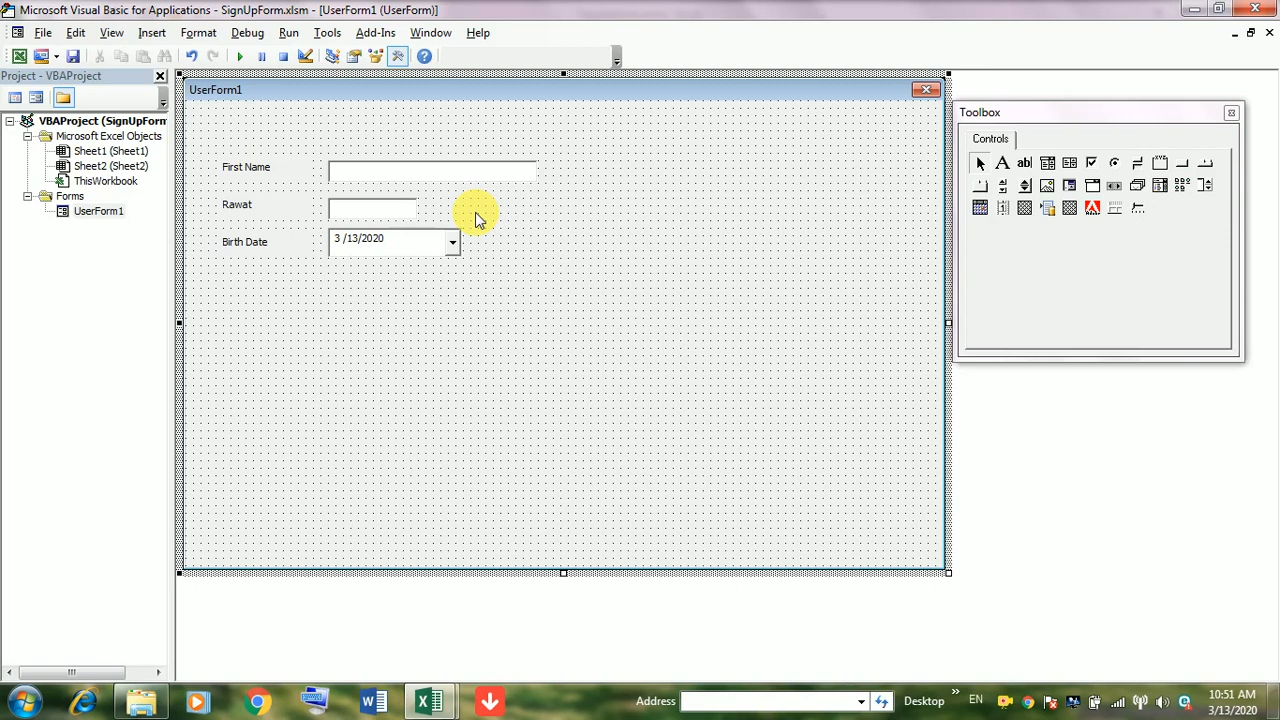 Microsoft Visual Basic for Applications - SignUpForm.xlsm - [UserForm1 (UserForm)]
File Edit View Insert Format Debug Run Tools Add-Ins Window Help
Project - VBAProject
VBAProject (SignUpForm
Microsoft Excel Objects
Sheet1 (Sheet1)
Sheet2 (Sheet2)
ThisWorkbook
Forms
UserForm1
UserForm1
First Name
Rawat
Birth Date 3 /13/2020
Toolbox
Controls
A ab|
Address Desktop » EN 10:51 AM
3/13/2020